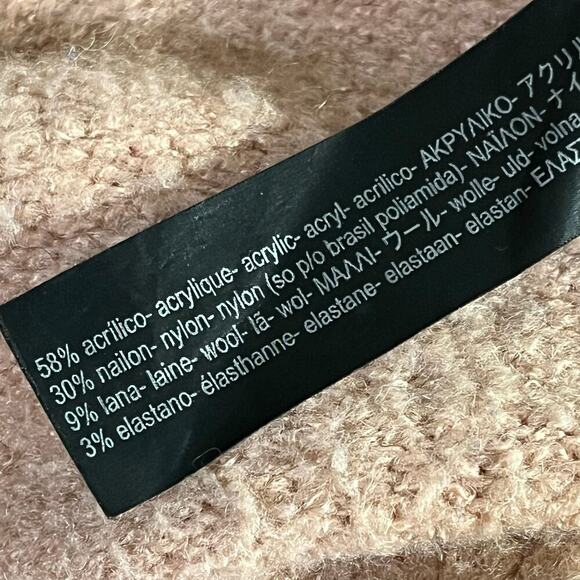 58% acrílico- acrylique- acrylic- acryl- acrilico- ΑΚΡΥΛΙΚΟ- アクリル
30% nailon- nylon- nylon (so p/o brasil poliamida)- ΝΑΪΛΟΝ- ナイ
9% lana- laine- wool- lã- wol- ΜΑΛΛΙ- ウール- wolle- uld- volna
3% elastano- élasthanne- elastane- elastaan- elastan- ΕΛΑΣ